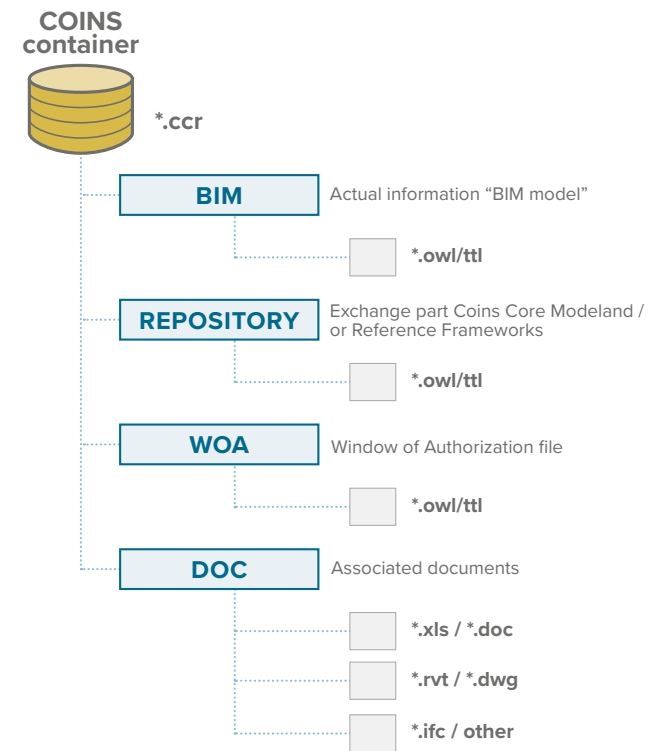 COINS
container
*.ccr
BIM
Actual information “BIM model”
*.owl/ttl
REPOSITORY
Exchange part Coins Core Modeland /
or Reference Frameworks
*.owl/ttl
WOA
Window of Authorization file
*.owl/ttl
DOC
Associated documents
*.xls / *.doc
*.rvt / *.dwg
*.ifc / other